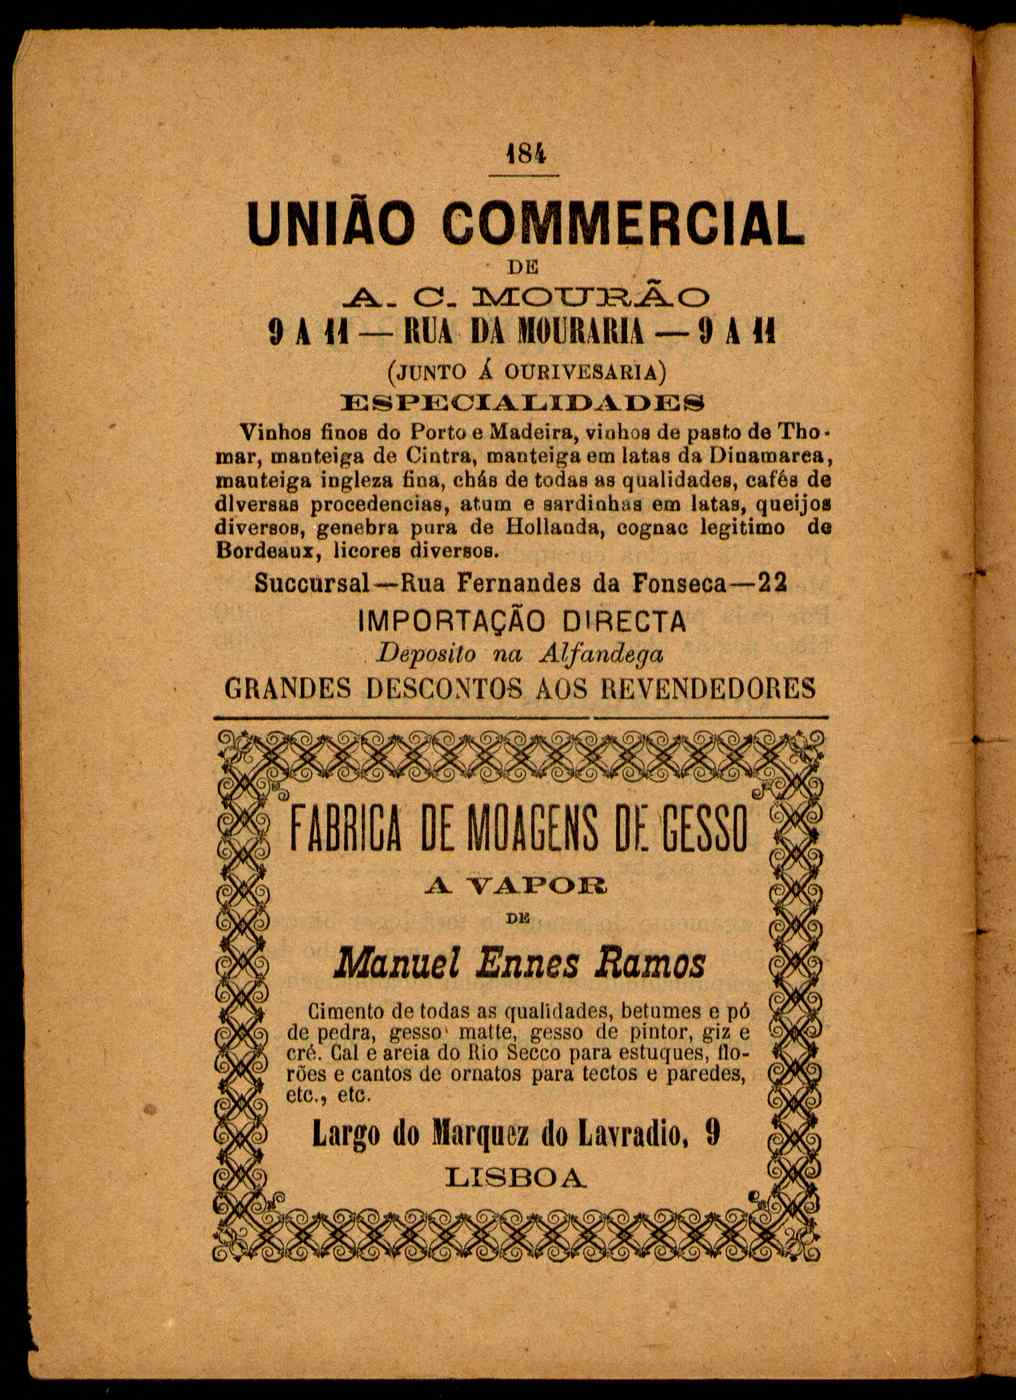 184
UNIÃO COMMERCIAL
DE
A. C. MOURÃO
9 A 11 — RUA DA MOURARIA — 9 A 11
(JUNTO Á OURIVESARIA)
ESPECIALIDADES
Vinhos finos do Porto e Madeira, vinhos de pasto de Tho-
mar, manteiga de Cintra, manteiga em latas da Dinamarca,
manteiga ingleza fina, chás de todas as qualidades, cafés de
diversas procedencias, atum e sardinhas em latas, queijos
diversos, genebra pura de Hollanda, cognac legitimo de
Bordeaux, licores diversos.
Succursal—Rua Fernandes da Fonseca—22
IMPORTAÇÃO DIRECTA
Deposito na Alfandega
GRANDES DESCONTOS AOS REVENDEDORES
FABRICA DE MOAGENS DE GESSO
A VAPOR
DE
Manuel Ennes Ramos
Cimento de todas as qualidades, betumes e pó
de pedra, gesso matte, gesso de pintor, giz e
cré. Cal e areia do Rio Secco para estuques, flo-
rões e cantos de ornatos para tectos e paredes,
etc., etc.
Largo do Marquez do Lavradio, 9
LISBOA